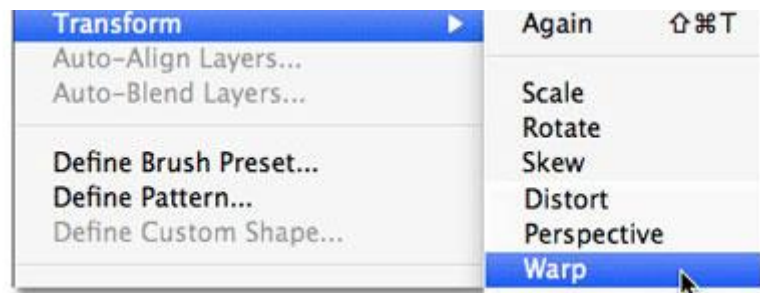 Transform
Auto-Align Layers...
Auto-Blend Layers...
Define Brush Preset...
Define Pattern...
Define Custom Shape...
Again ⇧⌘T
Scale
Rotate
Skew
Distort
Perspective
Warp